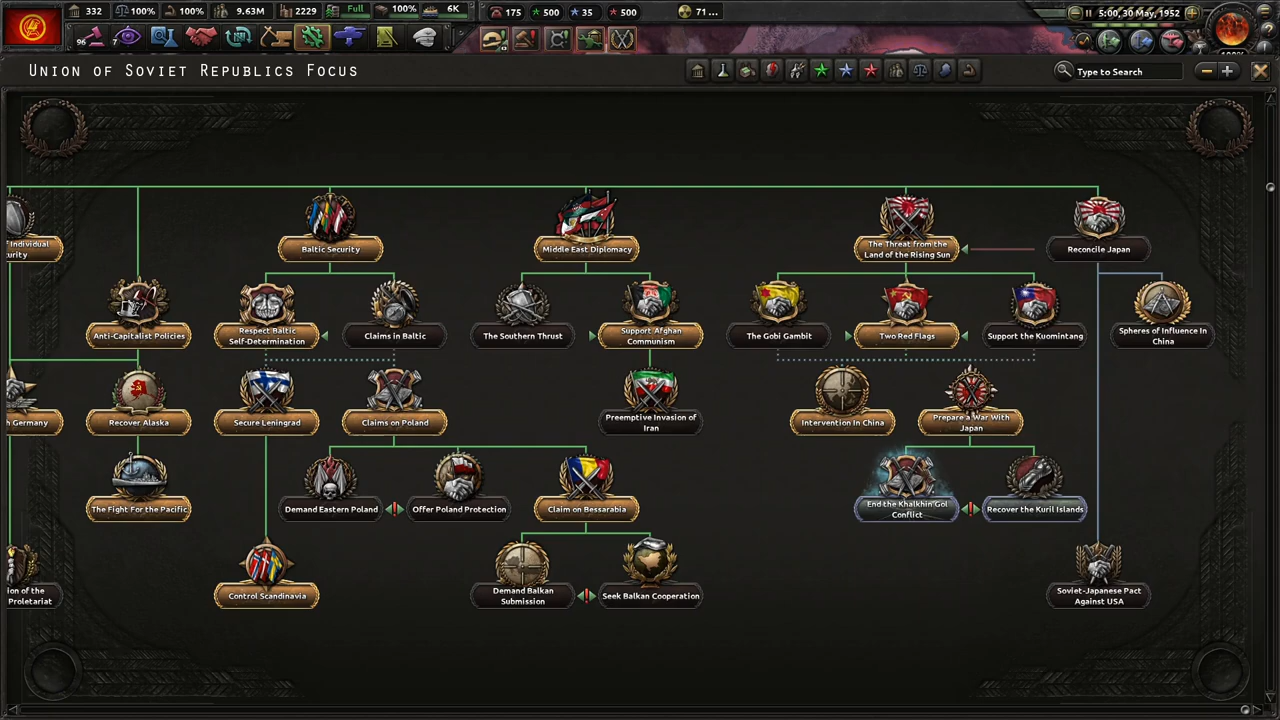 332
100%
100%
9.63M
2229
Full
100%
6K
175
500
35
500
71 ...
5:00, 30 May, 1952
96
7
100%
Union of Soviet Republics Focus
Type to Search
f Individual
curity
Baltic Security
Middle East Diplomacy
The Threat from the
Land of the Rising Sun
Reconcile Japan
Anti-Capitalist Policies
Respect Baltic
Self-Determination
Claims in Baltic
The Southern Thrust
Support Afghan
Communism
The Gobi Gambit
Two Red Flags
Support the Kuomintang
Spheres of Influence In
China
h Germany
Recover Alaska
Secure Leningrad
Claims on Poland
Preemptive Invasion of
Iran
Intervention In China
Prepare a War With
Japan
The Fight For the Pacific
Demand Eastern Poland
Offer Poland Protection
Claim on Bessarabia
End the Khalkhin Gol
Conflict
Recover the Kuril Islands
ion of the
Proletariat
Control Scandinavia
Demand Balkan
Submission
Seek Balkan Cooperation
Soviet-Japanese Pact
Against USA